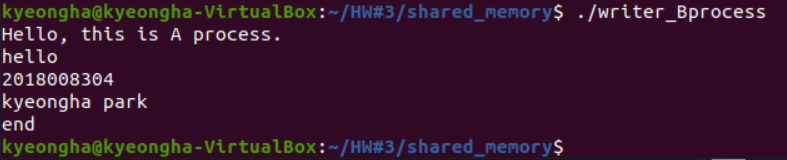 kyeongha@kyeongha-VirtualBox:~/HW#3/shared_memory$ ./writer_Bprocess
Hello, this is A process.
hello
2018008304
kyeongha park
end
kyeongha@kyeongha-VirtualBox:~/HW#3/shared_memory$